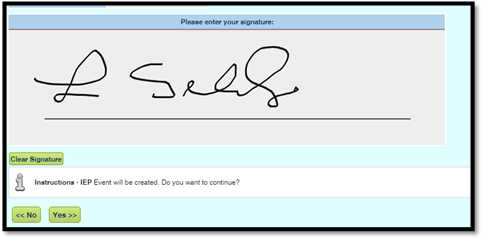 Please enter your signature:
Clear Signature
Instructions - IEP Event will be created. Do you want to continue?
<< No
Yes >>